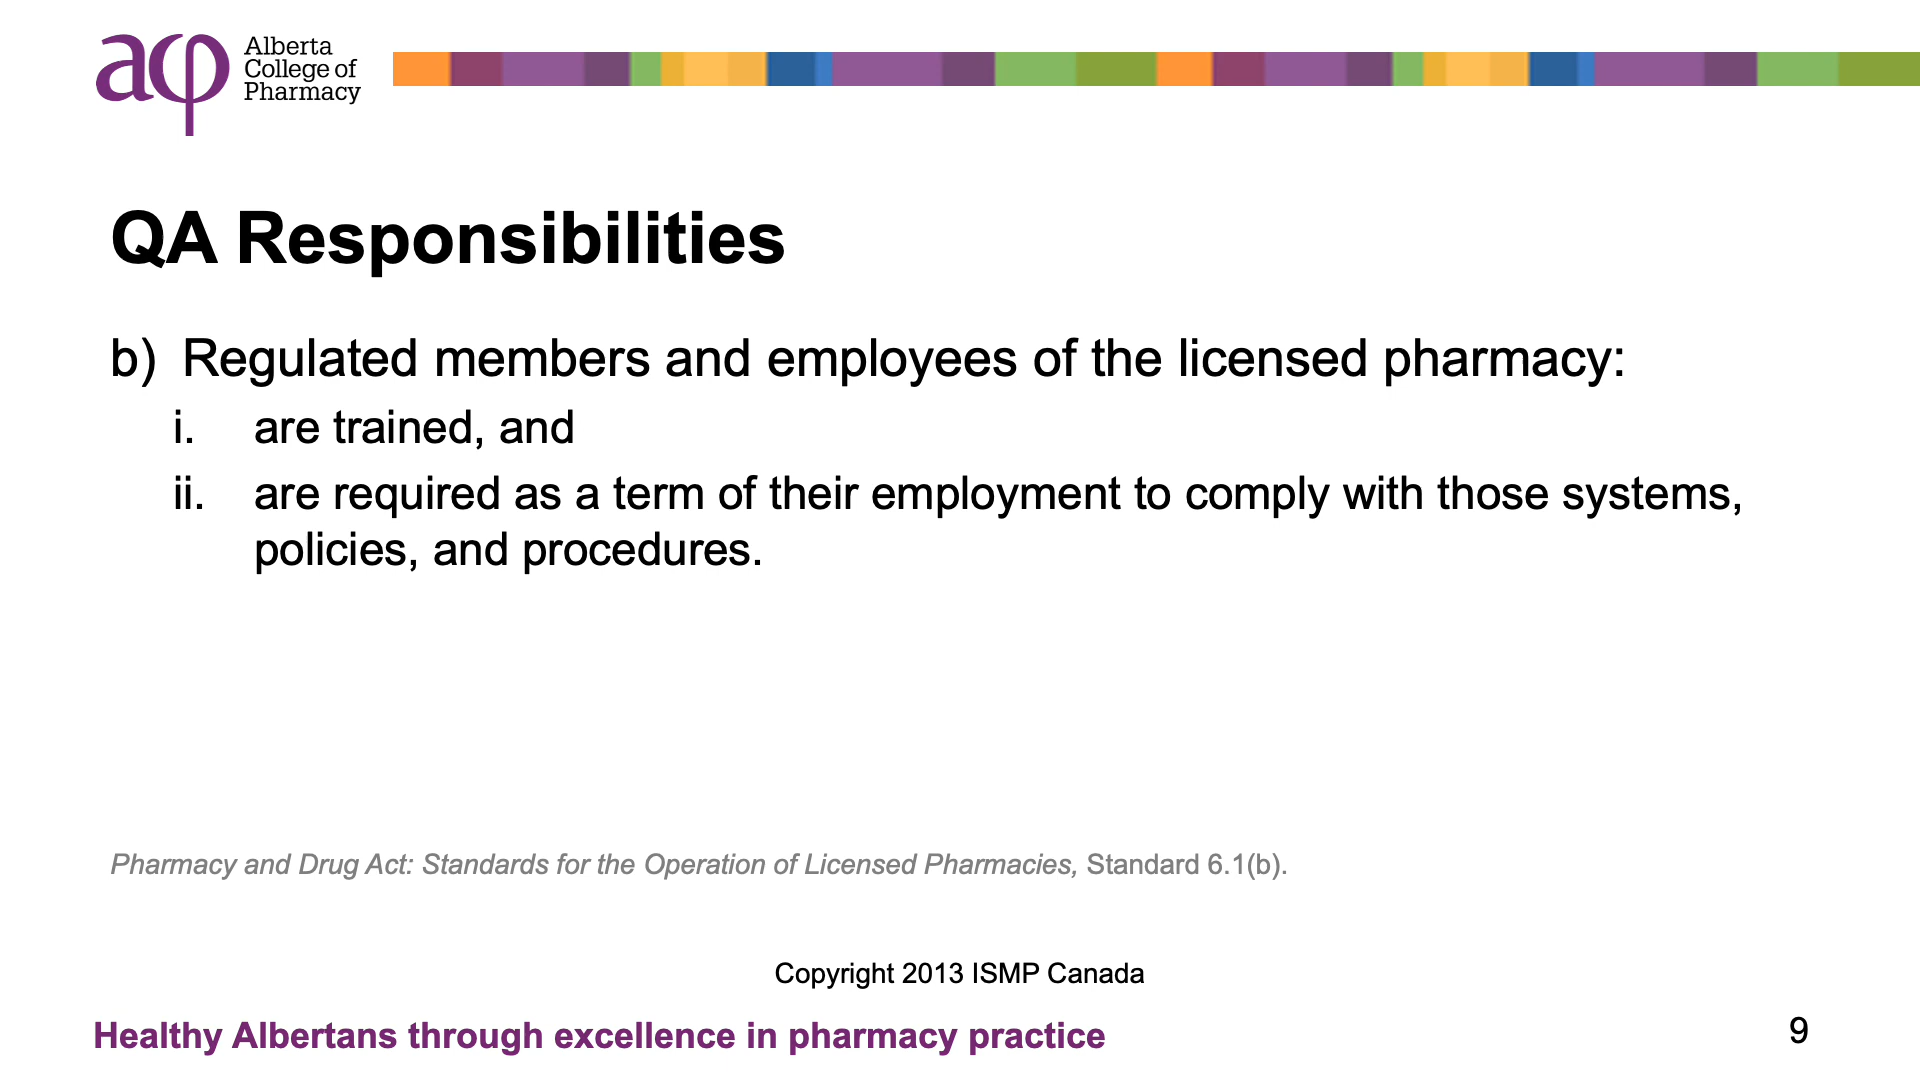 aφ
Alberta
College of
Pharmacy
QA Responsibilities
b) Regulated members and employees of the licensed pharmacy:
i. are trained, and
ii. are required as a term of their employment to comply with those systems,
policies, and procedures.
Pharmacy and Drug Act: Standards for the Operation of Licensed Pharmacies, Standard 6.1(b).
Copyright 2013 ISMP Canada
Healthy Albertans through excellence in pharmacy practice
9